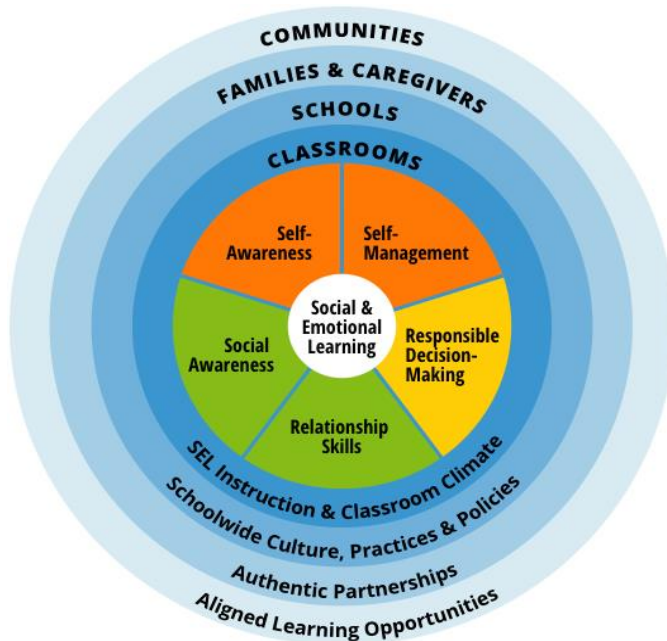 COMMUNITIES
FAMILIES & CAREGIVERS
SCHOOLS
CLASSROOMS
Self-
Awareness
Self-
Management
Social &
Emotional
Learning
Social
Awareness
Responsible
Decision-
Making
Relationship
Skills
SEL Instruction & Classroom Climate
Schoolwide Culture, Practices & Policies
Authentic Partnerships
Aligned Learning Opportunities